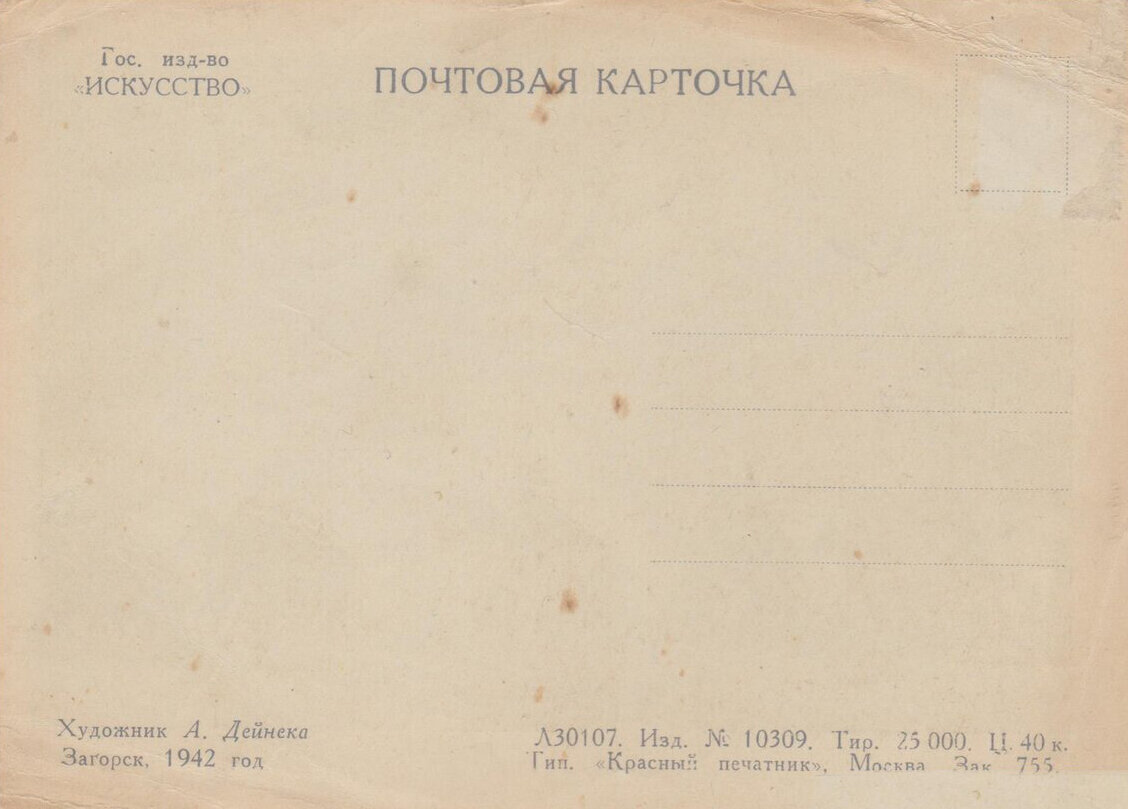 Гос. изд-во
«ИСКУССТВО»
ПОЧТОВАЯ КАРТОЧКА
Художник А. Дейнека
Загорск, 1942 год
Л30107. Изд. № 10309. Тир. 25 000. Ц. 40 к.
Тип. «Красный печатник», Москва Зак 755.